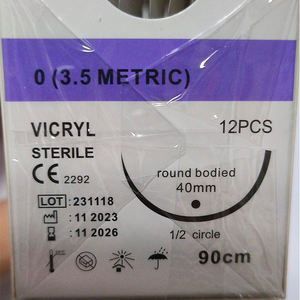 0 (3.5 METRIC)
VICRYL
12PCS
STERILE
CE 2292
round bodied
40mm
LOT 231118
11 2023
11 2026
1/2 circle
90cm